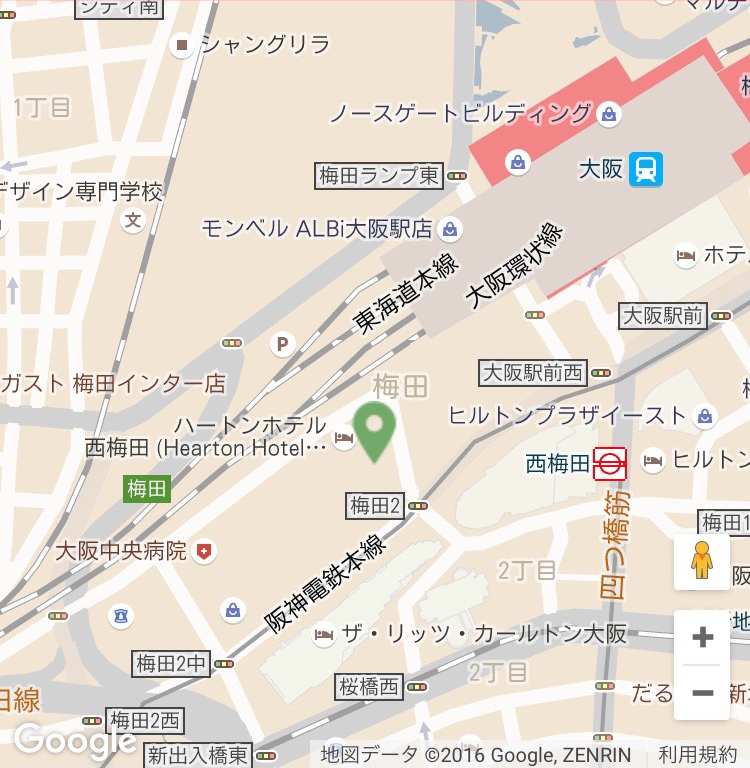 シティ南
マルチ
シャングリラ
1丁目
ノースゲートビルディング
大阪
梅田ランプ東
デザイン専門学校
モンベル ALBi大阪駅店
東海道本線
大阪環状線
ホテ
大阪駅前
大阪駅前西
P
ガスト 梅田インター店
梅田
ヒルトンプラザイースト
ハートンホテル
西梅田 (Hearton Hotel…
西梅田
ヒルトン
梅田
梅田2
梅田1
四つ橋筋
大阪中央病院
阪神電鉄本線
2丁目
阪
地
ザ・リッツ・カールトン大阪
梅田2中
2丁目
桜橋西
田線
だる
新
梅田2西
新出入橋東
Google
地図データ ©2016 Google, ZENRIN
利用規約